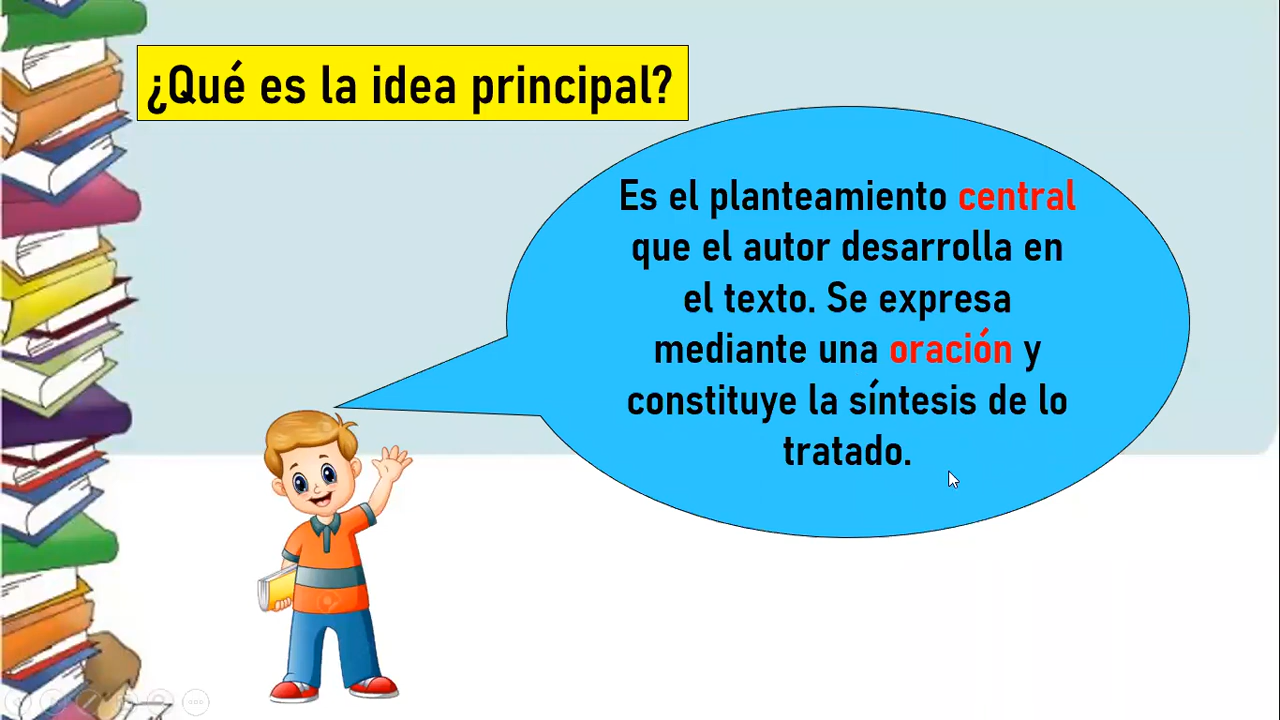 ¿Qué es la idea principal?
Es el planteamiento central
que el autor desarrolla en
el texto. Se expresa
mediante una oración y
constituye la síntesis de lo
tratado.